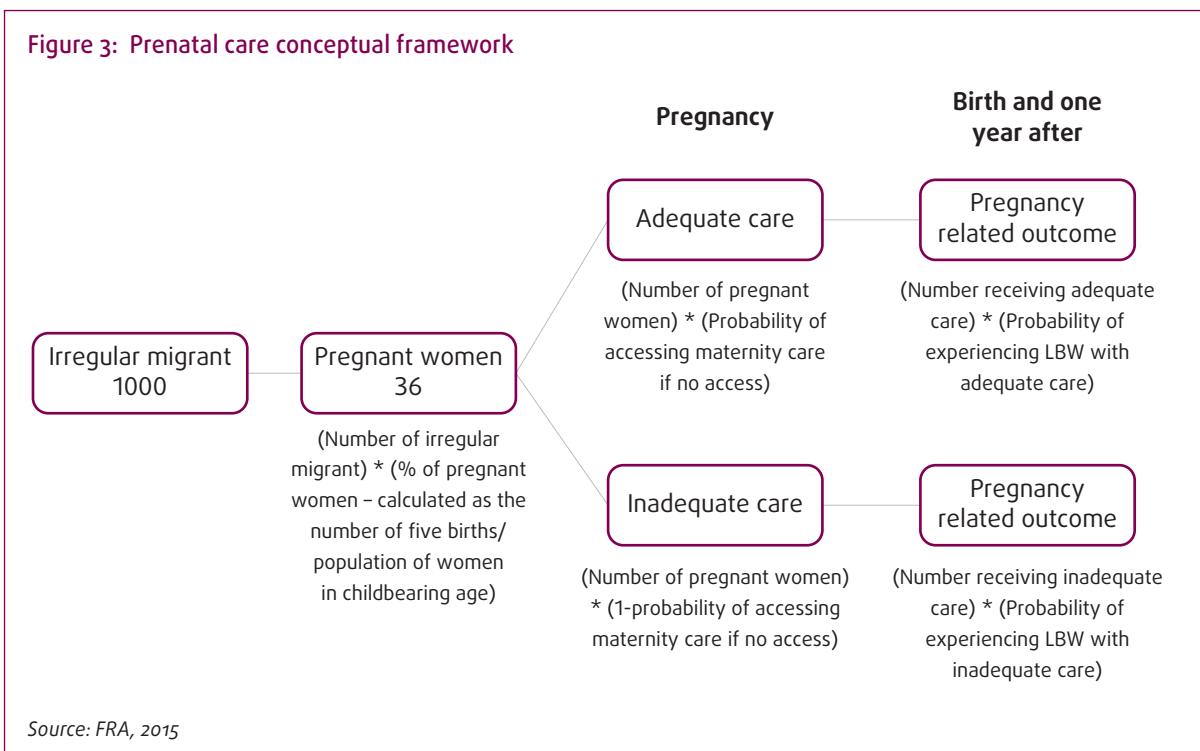 Figure 3: Prenatal care conceptual framework
Pregnancy
Birth and one
year after
Irregular migrant
1000
Pregnant women
36
(Number of irregular
migrant) * (% of pregnant
women – calculated as the
number of five births/
population of women
in childbearing age)
Adequate care
(Number of pregnant
women) * (Probability of
accessing maternity care
if no access)
Pregnancy
related outcome
(Number receiving adequate
care) * (Probability of
experiencing LBW with
adequate care)
Inadequate care
(Number of pregnant women)
* (1-probability of accessing
maternity care if no access)
Pregnancy
related outcome
(Number receiving inadequate
care) * (Probability of
experiencing LBW with
inadequate care)
Source: FRA, 2015